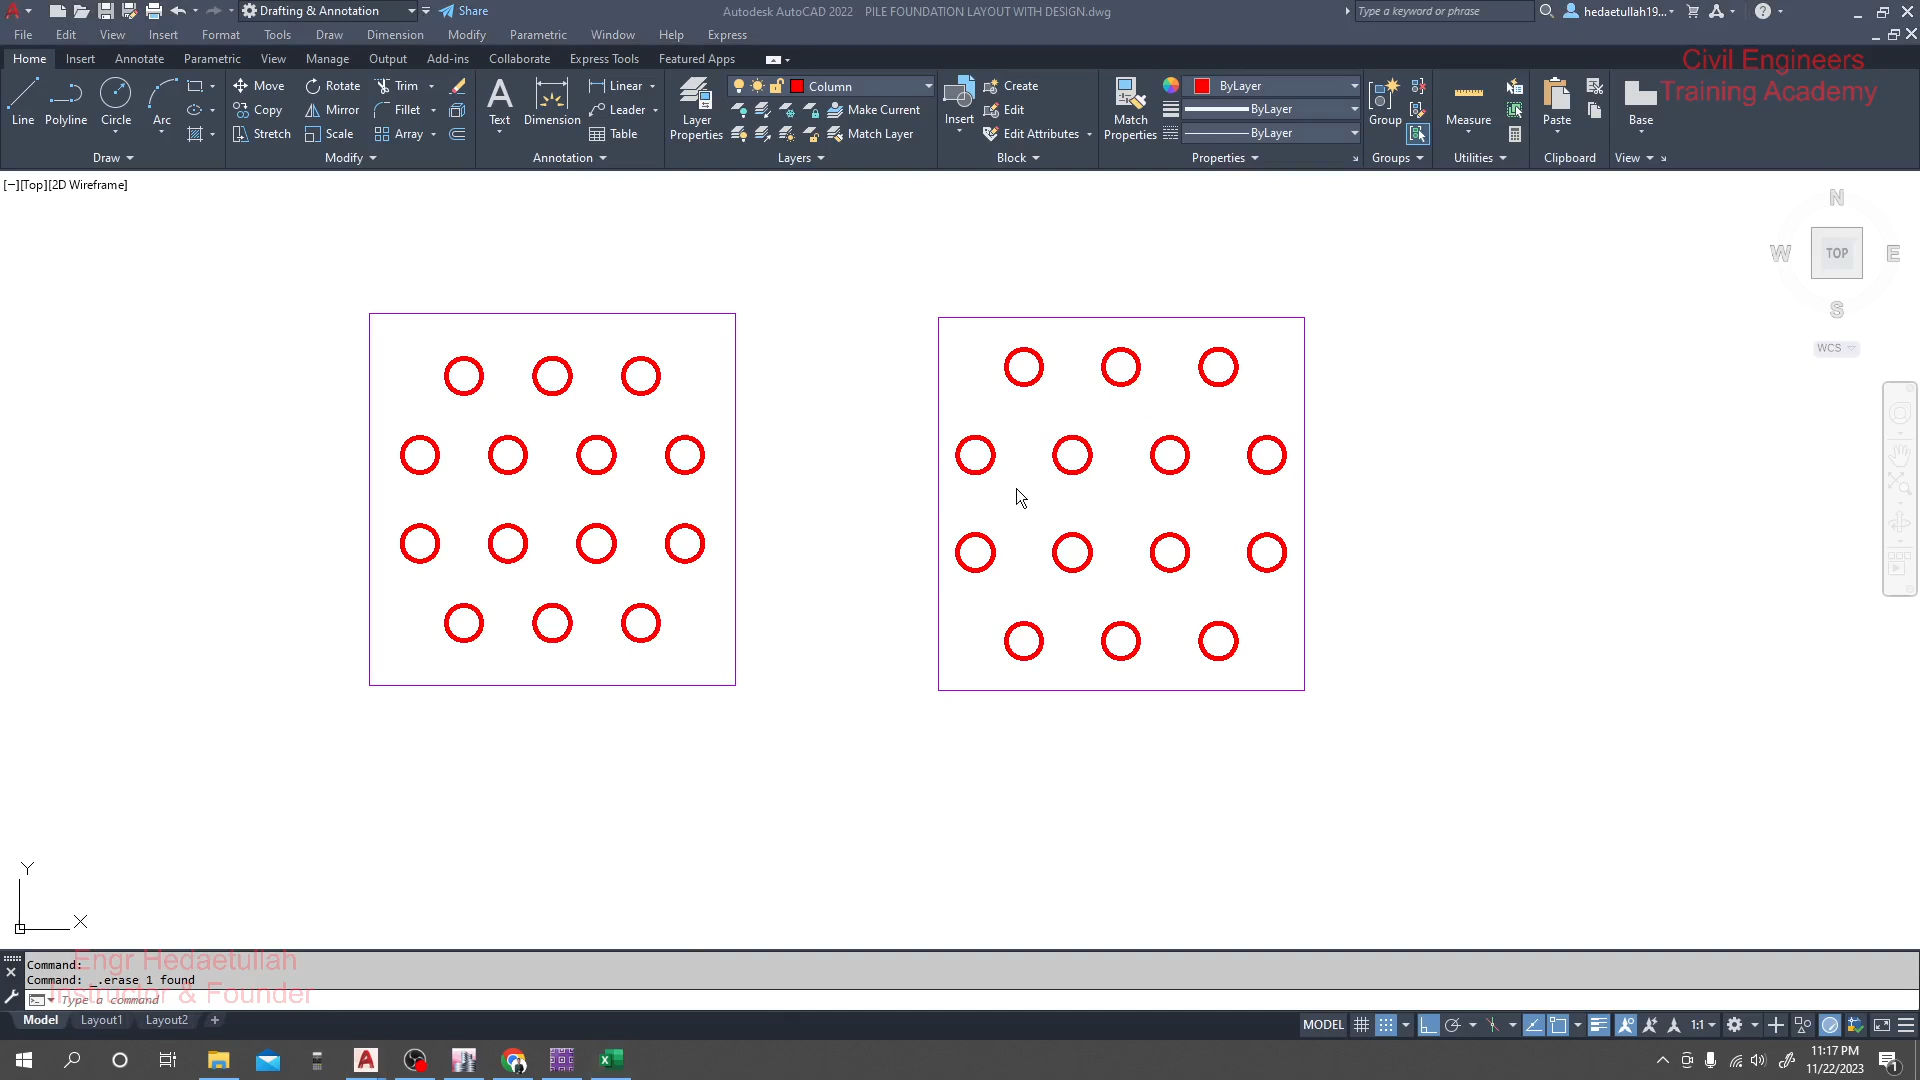 Drafting & Annotation
Share
Autodesk AutoCAD 2022 PILE FOUNDATION LAYOUT WITH DESIGN.dwg
Type a keyword or phrase
hedaetullah19...
File Edit View Insert Format Tools Draw Dimension Modify Parametric Window Help Express
Home Insert Annotate Parametric View Manage Output Add-ins Collaborate Express Tools Featured Apps
Civil Engineers
Training Academy
Line Polyline Circle Arc
Move Rotate Trim
Copy Mirror Fillet
Stretch Scale Array
Text Dimension
Linear
Leader
Table
Layer
Properties
Column
Make Current
Match Layer
Insert
Create
Edit
Edit Attributes
Match
Properties
ByLayer
ByLayer
ByLayer
Group
Measure
Paste
Base
Draw Modify Annotation Layers Block Properties Groups Utilities Clipboard View
[−][Top][2D Wireframe]
N
W TOP E
S
WCS
Y
X
Command:
Command: _.erase 1 found
Type a command
Engr Hedaetullah
Instructor & Founder
Model Layout1 Layout2 +
MODEL 1:1
11:17 PM
11/22/2023
1